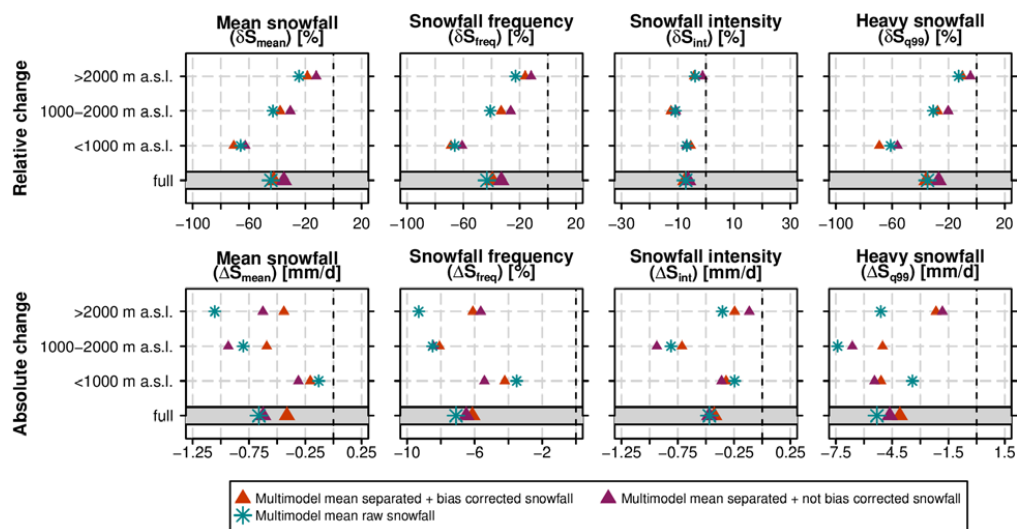 Mean snowfall
(δSmean) [%]
Snowfall frequency
(δSfreq) [%]
Snowfall intensity
(δSint) [%]
Heavy snowfall
(δSq99) [%]
Relative change
>2000 m a.s.l.
1000−2000 m a.s.l.
<1000 m a.s.l.
full
−100 −60 −20 20
−100 −60 −20 20
−30 −10 10 30
−100 −60 −20 20
Mean snowfall
(ΔSmean) [mm/d]
Snowfall frequency
(ΔSfreq) [%]
Snowfall intensity
(ΔSint) [mm/d]
Heavy snowfall
(ΔSq99) [mm/d]
Absolute change
>2000 m a.s.l.
1000−2000 m a.s.l.
<1000 m a.s.l.
full
−1.25 −0.75 −0.25 0.25
−10 −6 −2
−1.25 −0.75 −0.25 0.25
−7.5 −4.5 −1.5 1.5
Multimodel mean separated + bias corrected snowfall
Multimodel mean separated + not bias corrected snowfall
Multimodel mean raw snowfall